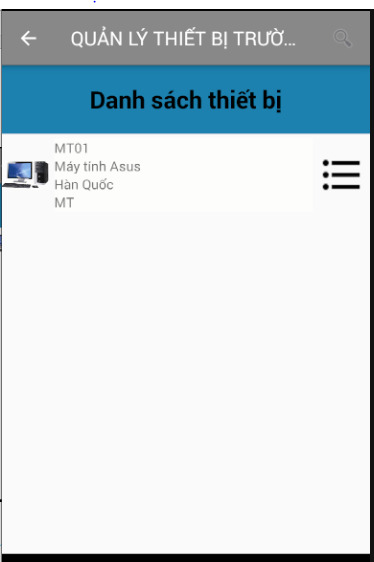 QUẢN LÝ THIẾT BỊ TRƯỜ...
Danh sách thiết bị
MT01
Máy tính Asus
Hàn Quốc
MT